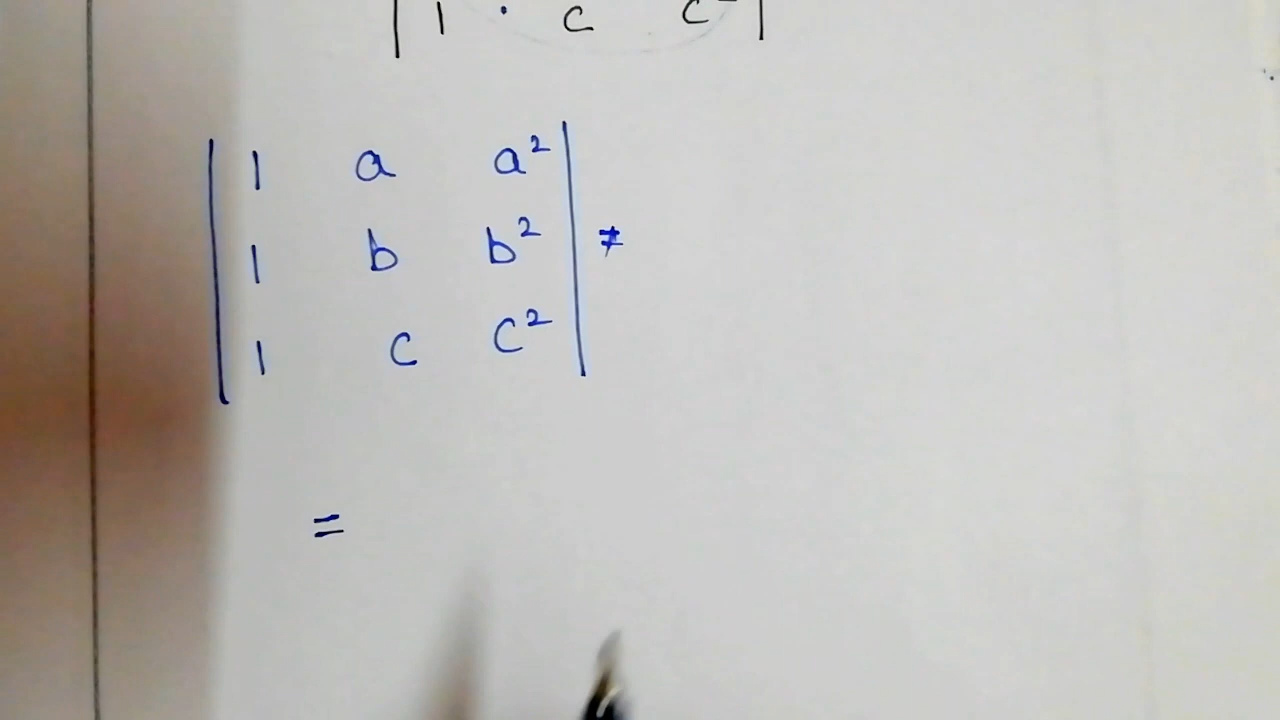 1 c c²
1 a a²
1 b b²
1 c c²
=